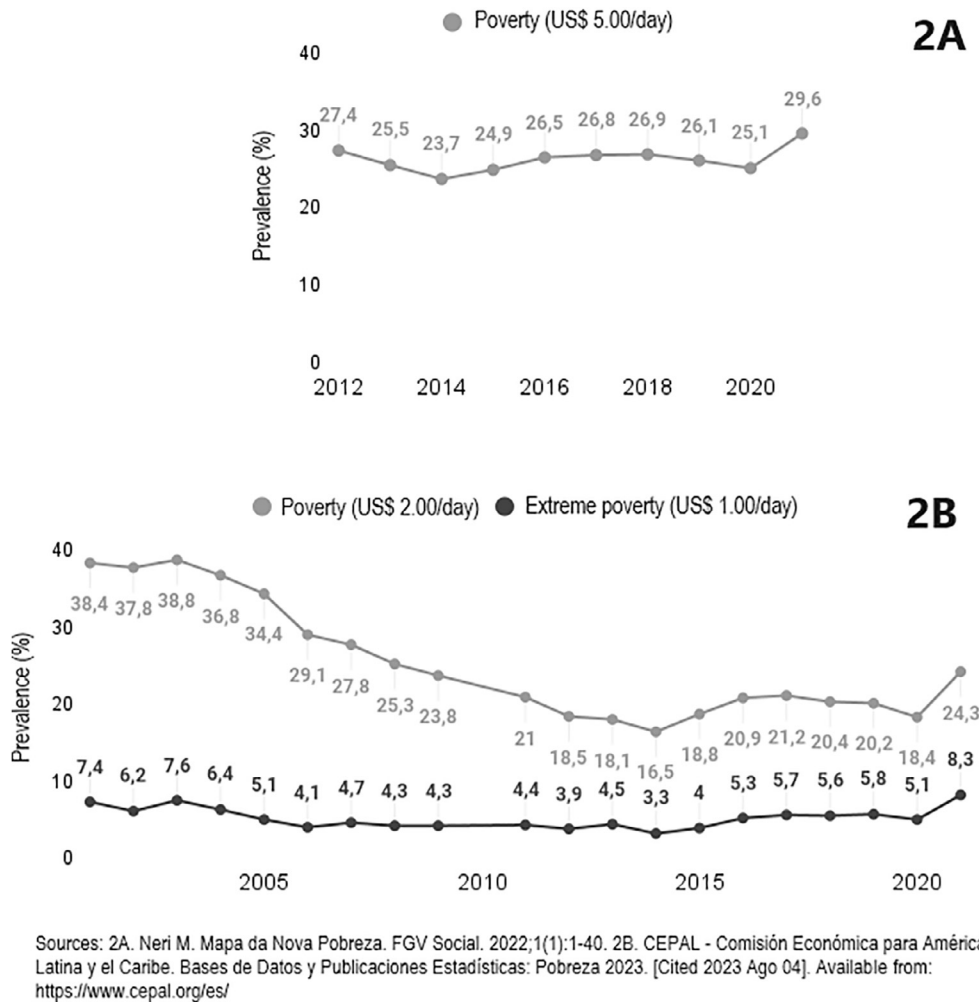 Poverty (US$ 5.00/day)
2A
40
27,4 25,5 23,7 24,9 26,5 26,8 26,9 26,1 25,1 29,6
30
Prevalence (%)
20
10
0
2012 2014 2016 2018 2020
Poverty (US$ 2.00/day) Extreme poverty (US$ 1.00/day)
2B
40
38,4 37,8 38,8 36,8 34,4 29,1 27,8 25,3 23,8 21 18,5 18,1 16,5 18,8 20,9 21,2 20,4 20,2 18,4 24,3
30
Prevalence (%)
20
7,4 6,2 7,6 6,4 5,1 4,1 4,7 4,3 4,3 4,4 3,9 4,5 3,3 4 5,3 5,7 5,6 5,8 5,1 8,3
10
0
2005 2010 2015 2020
Sources: 2A. Neri M. Mapa da Nova Pobreza. FGV Social. 2022;1(1):1-40. 2B. CEPAL - Comisión Económica para América
Latina y el Caribe. Bases de Datos y Publicaciones Estadísticas: Pobreza 2023. [Cited 2023 Ago 04]. Available from:
https://www.cepal.org/es/